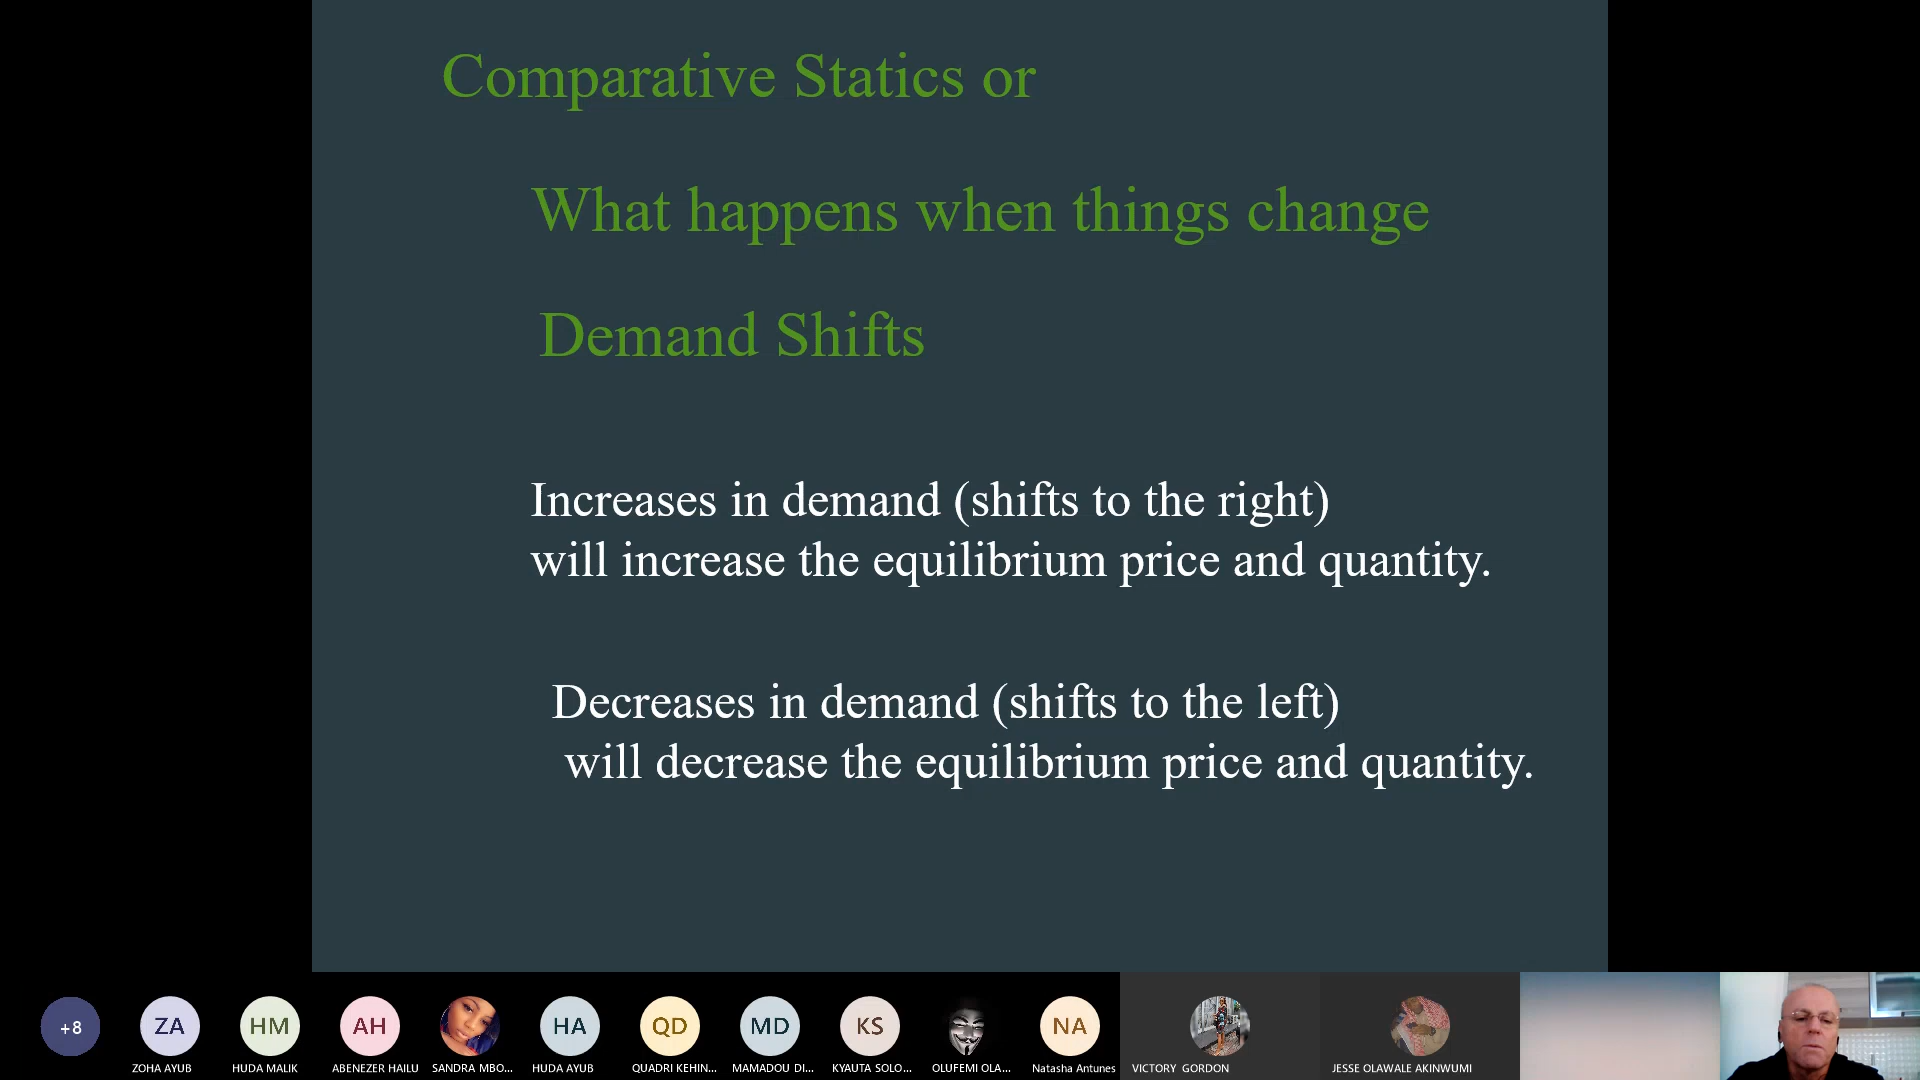 Comparative Statics or
What happens when things change
Demand Shifts
Increases in demand (shifts to the right)
will increase the equilibrium price and quantity.
Decreases in demand (shifts to the left)
will decrease the equilibrium price and quantity.
+8
ZA
HM
AH
HA
QD
MD
KS
NA
ZOHA AYUB
HUDA MALIK
ABENEZER HAILU
SANDRA MBO...
HUDA AYUB
QUADRI KEHIN...
MAMADOU DI...
KYAUTA SOLO...
OLUFEMI OLA...
Natasha Antunes
VICTORY GORDON
JESSE OLAWALE AKINWUMI